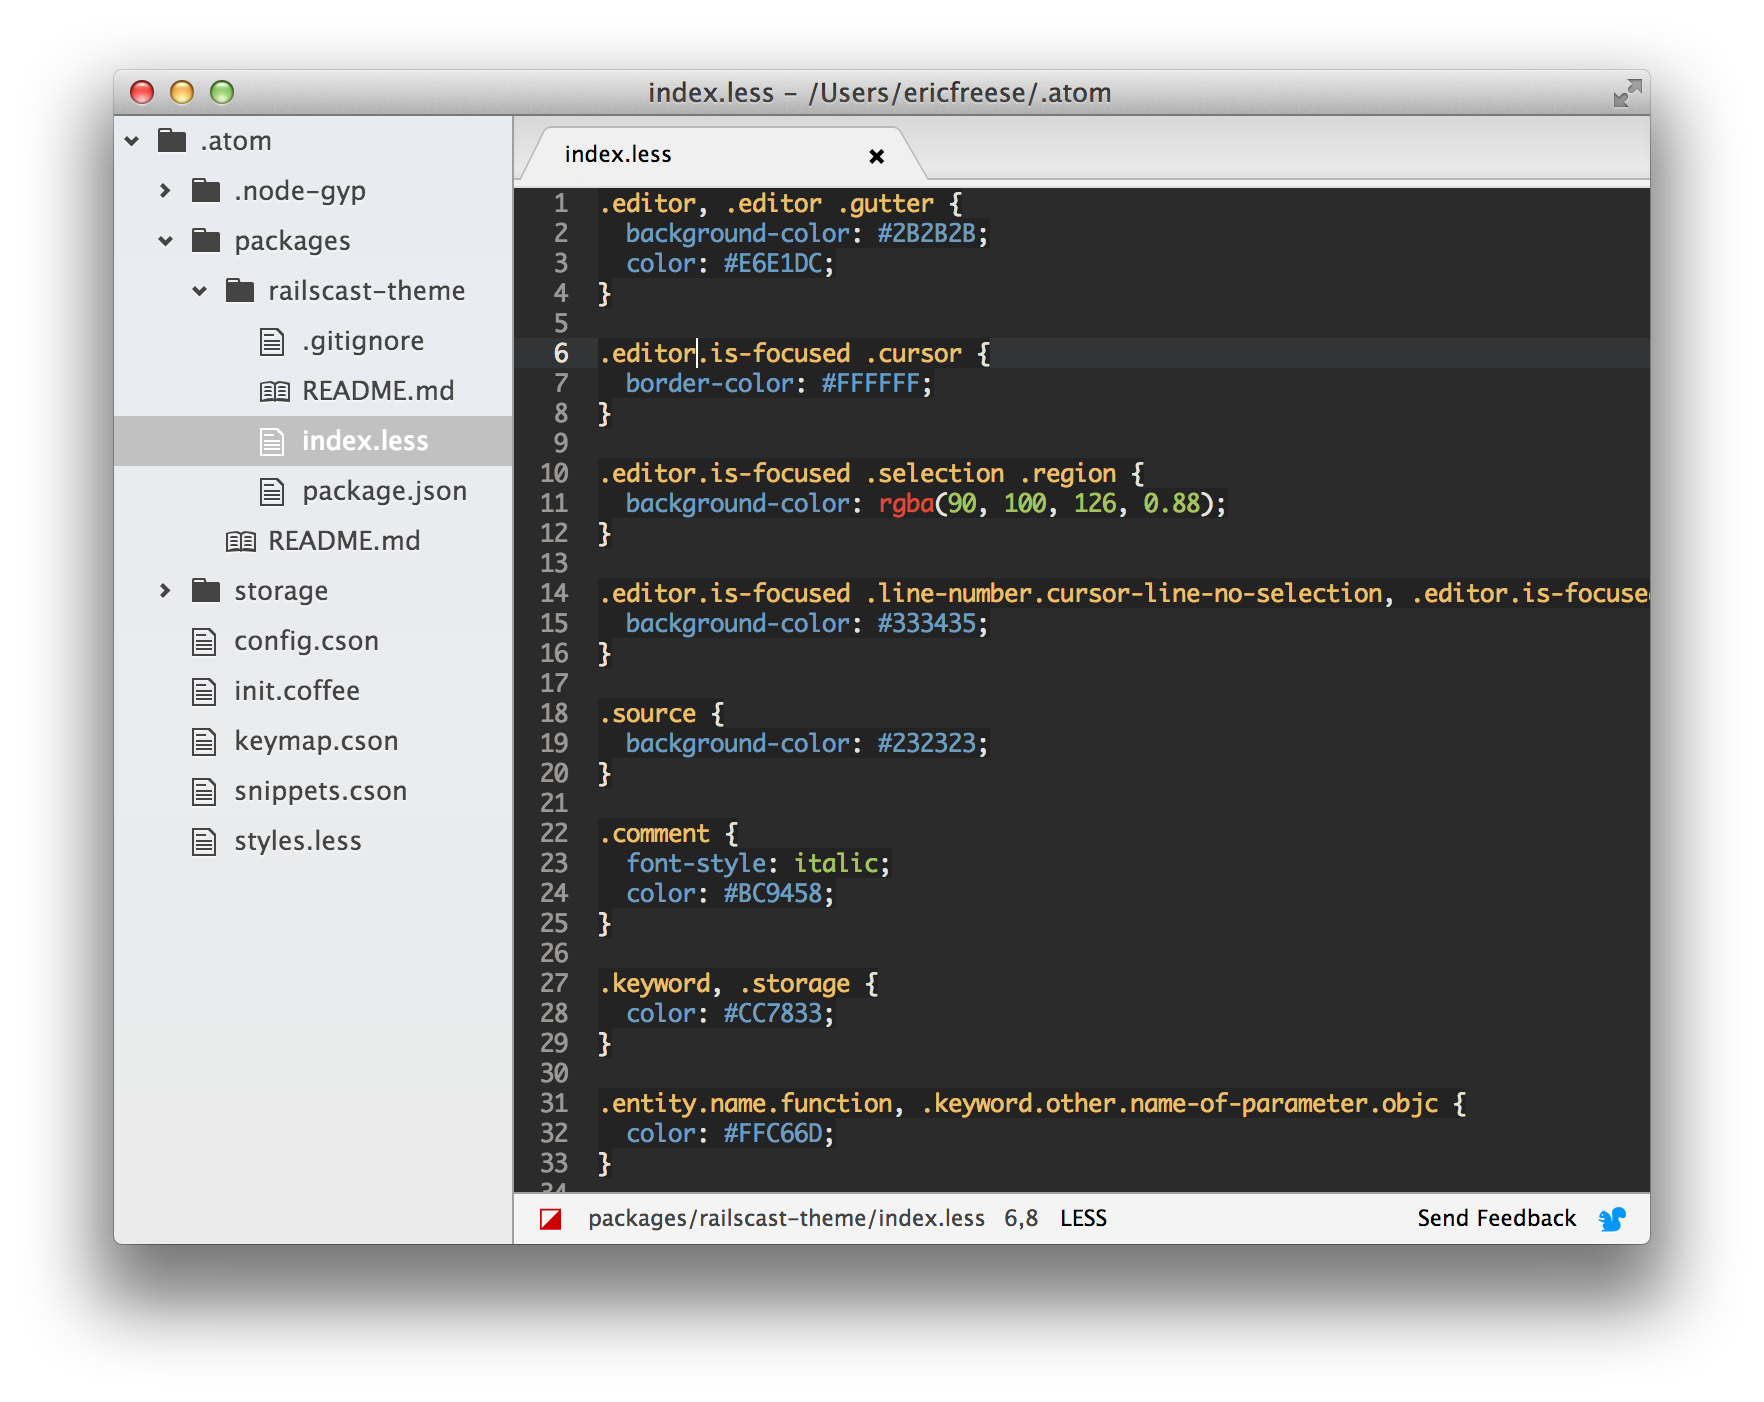 index.less – /Users/ericfreese/.atom
.atom
.node-gyp
packages
railscast-theme
.gitignore
README.md
index.less
package.json
README.md
storage
config.cson
init.coffee
keymap.cson
snippets.cson
styles.less
index.less
1 .editor, .editor .gutter {
2 background-color: #2B2B2B;
3 color: #E6E1DC;
4 }
5
6 .editor.is-focused .cursor {
7 border-color: #FFFFFF;
8 }
9
10 .editor.is-focused .selection .region {
11 background-color: rgba(90, 100, 126, 0.88);
12 }
13
14 .editor.is-focused .line-number.cursor-line-no-selection, .editor.is-focused
15 background-color: #333435;
16 }
17
18 .source {
19 background-color: #232323;
20 }
21
22 .comment {
23 font-style: italic;
24 color: #BC9458;
25 }
26
27 .keyword, .storage {
28 color: #CC7833;
29 }
30
31 .entity.name.function, .keyword.other.name-of-parameter.objc {
32 color: #FFC66D;
33 }
34
packages/railscast-theme/index.less 6,8 LESS
Send Feedback